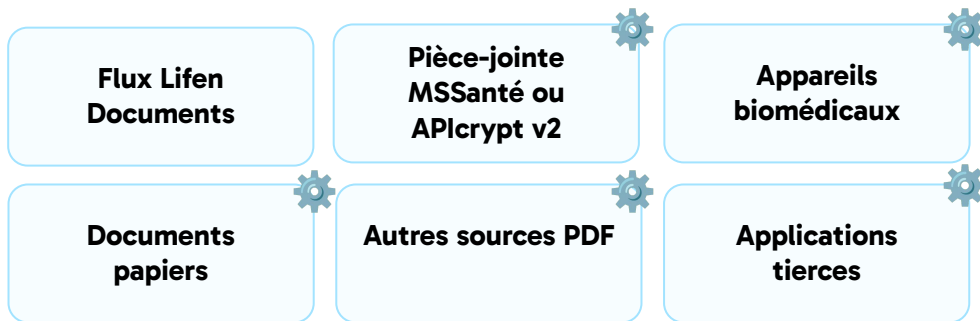 Flux Lifen
Documents
Pièce-jointe
MSSanté ou
APIcrypt v2
Appareils
biomédicaux
Documents
papiers
Autres sources PDF
Applications
tierces